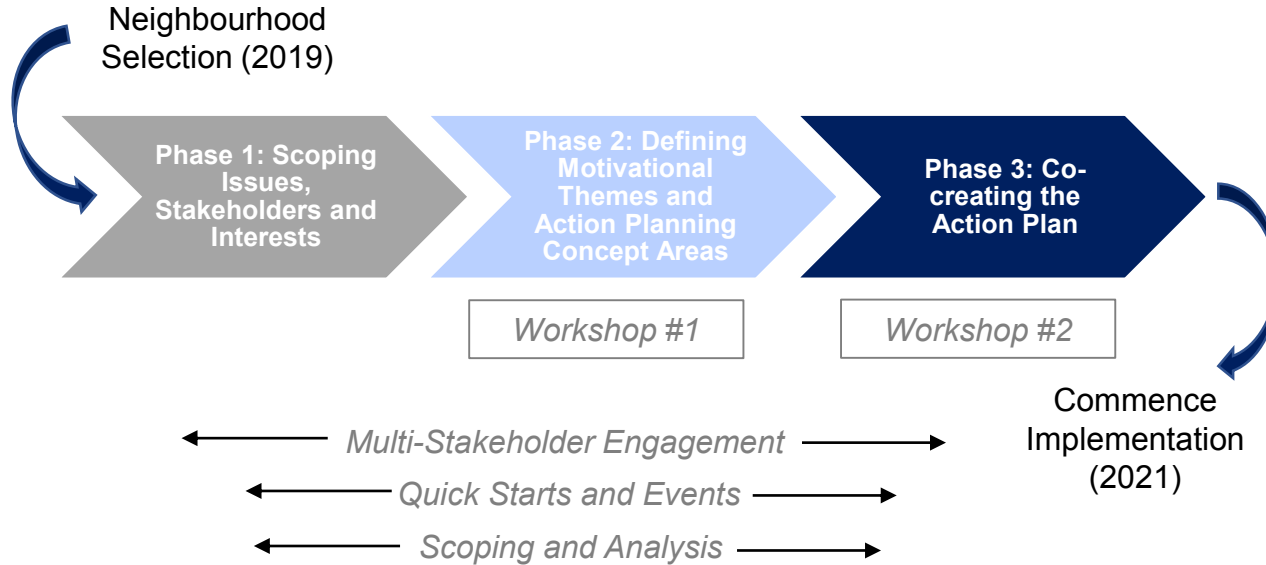 Neighbourhood
Selection (2019)
Phase 1: Scoping
Issues,
Stakeholders and
Interests
Phase 2: Defining
Motivational
Themes and
Action Planning
Concept Areas
Phase 3: Co-
creating the
Action Plan
Workshop #1
Workshop #2
Commence
Implementation
(2021)
Multi-Stakeholder Engagement
Quick Starts and Events
Scoping and Analysis